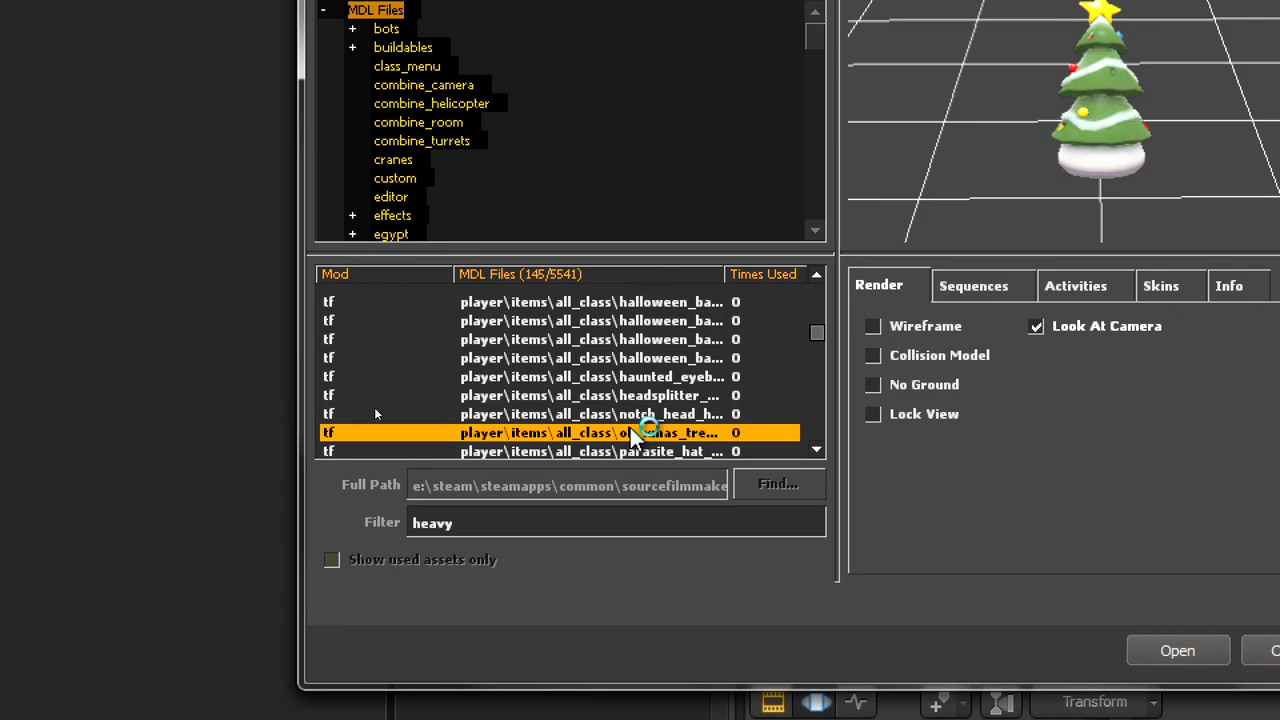 - MDL Files
+ bots
+ buildables
class_menu
combine_camera
combine_helicopter
combine_room
combine_turrets
cranes
custom
editor
+ effects
+ egypt
Mod MDL Files (145/5541) Times Used
tf player\items\all_class\halloween_ba... 0
tf player\items\all_class\halloween_ba... 0
tf player\items\all_class\halloween_ba... 0
tf player\items\all_class\halloween_ba... 0
tf player\items\all_class\haunted_eyeb... 0
tf player\items\all_class\headsplitter_... 0
tf player\items\all_class\notch_head_h... 0
tf player\items\all_class\ 0
tf player\items\all_class\parasite_hat_... 0
Full Path e:\steam\steamapps\common\sourcefilmmake Find...
Filter heavy
Show used assets only
Render Sequences Activities Skins Info
Wireframe Look At Camera
Collision Model
No Ground
Lock View
Open
Transform